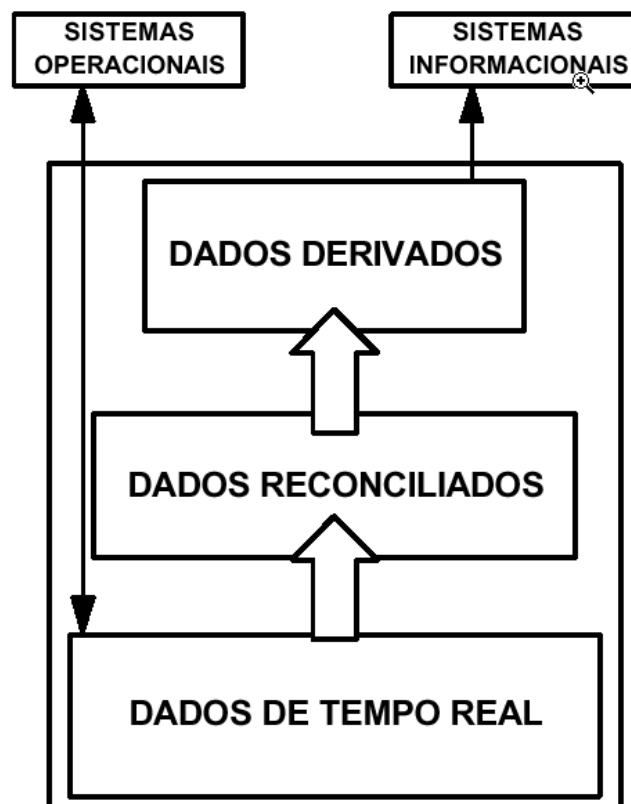 SISTEMAS
OPERACIONAIS
SISTEMAS
INFORMACIONAIS
DADOS DERIVADOS
DADOS RECONCILIADOS
DADOS DE TEMPO REAL